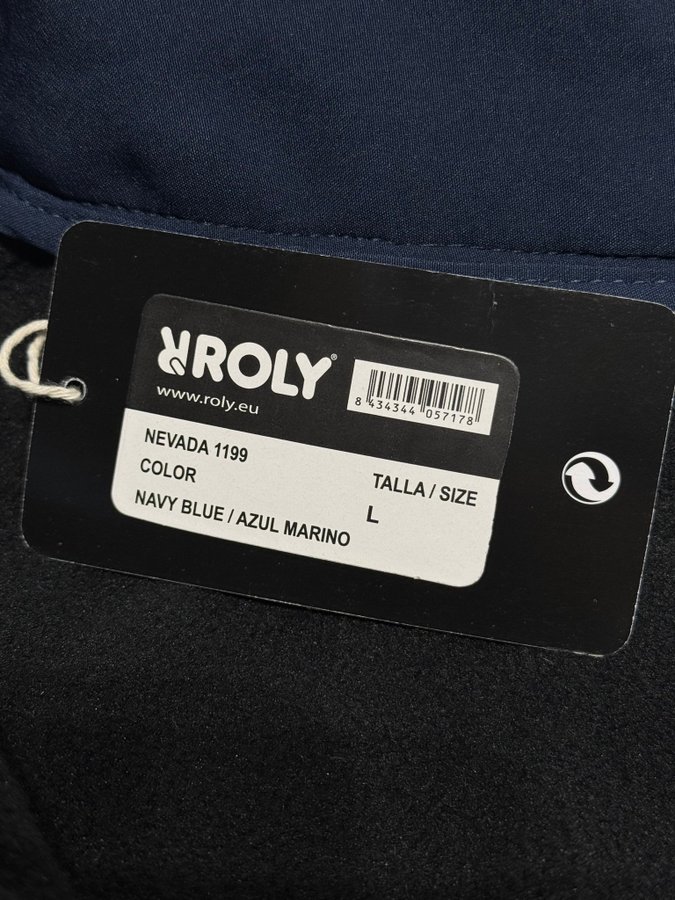 ROLY®
www.roly.eu
8 434344 057178
NEVADA 1199
COLOR
NAVY BLUE / AZUL MARINO
TALLA / SIZE
L